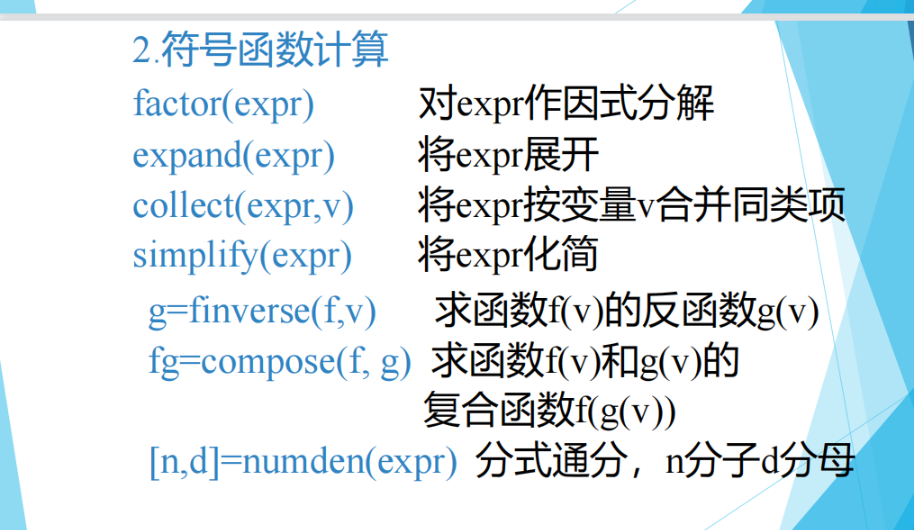 2.符号函数计算
factor(expr) 对expr作因式分解
expand(expr) 将expr展开
collect(expr,v) 将expr按变量v合并同类项
simplify(expr) 将expr化简
g=finverse(f,v) 求函数f(v)的反函数g(v)
fg=compose(f, g) 求函数f(v)和g(v)的
复合函数f(g(v))
[n,d]=numden(expr) 分式通分，n分子d分母